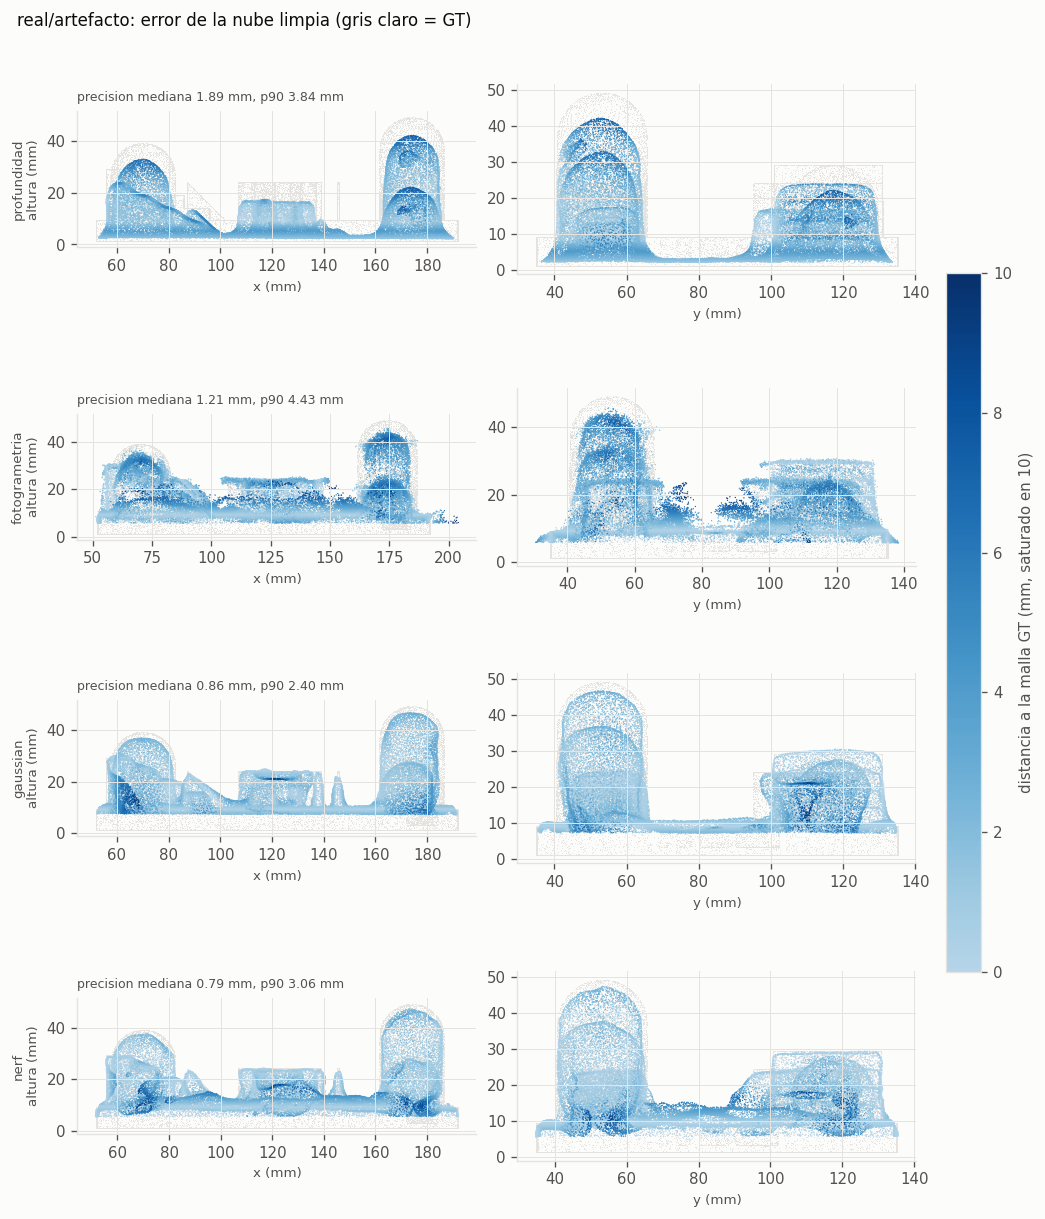 real/artefacto: error de la nube limpia (gris claro = GT)
precision mediana 1.89 mm, p90 3.84 mm
profundidad
altura (mm)
40
20
0
60 80 100 120 140 160 180
x (mm)
50
40
30
20
10
0
40 60 80 100 120 140
y (mm)
precision mediana 1.21 mm, p90 4.43 mm
fotogrametria
altura (mm)
40
20
0
50 75 100 125 150 175 200
x (mm)
40
20
0
40 60 80 100 120 140
y (mm)
precision mediana 0.86 mm, p90 2.40 mm
gaussian
altura (mm)
40
20
0
60 80 100 120 140 160 180
x (mm)
50
40
30
20
10
0
40 60 80 100 120 140
y (mm)
precision mediana 0.79 mm, p90 3.06 mm
nerf
altura (mm)
40
20
0
60 80 100 120 140 160 180
x (mm)
50
40
30
20
10
0
40 60 80 100 120 140
y (mm)
10
8
6
4
2
0
distancia a la malla GT (mm, saturado en 10)